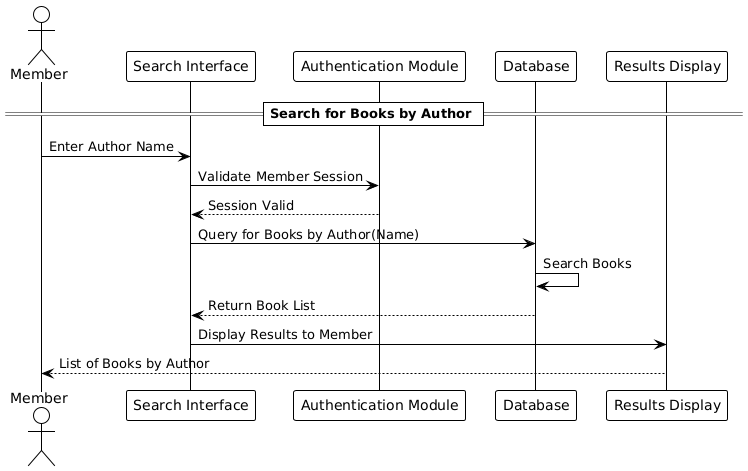 Member
Search Interface
Authentication Module
Database
Results Display
Search for Books by Author
Enter Author Name
Validate Member Session
Session Valid
Query for Books by Author(Name)
Search Books
Return Book List
Display Results to Member
List of Books by Author
Member
Search Interface
Authentication Module
Database
Results Display